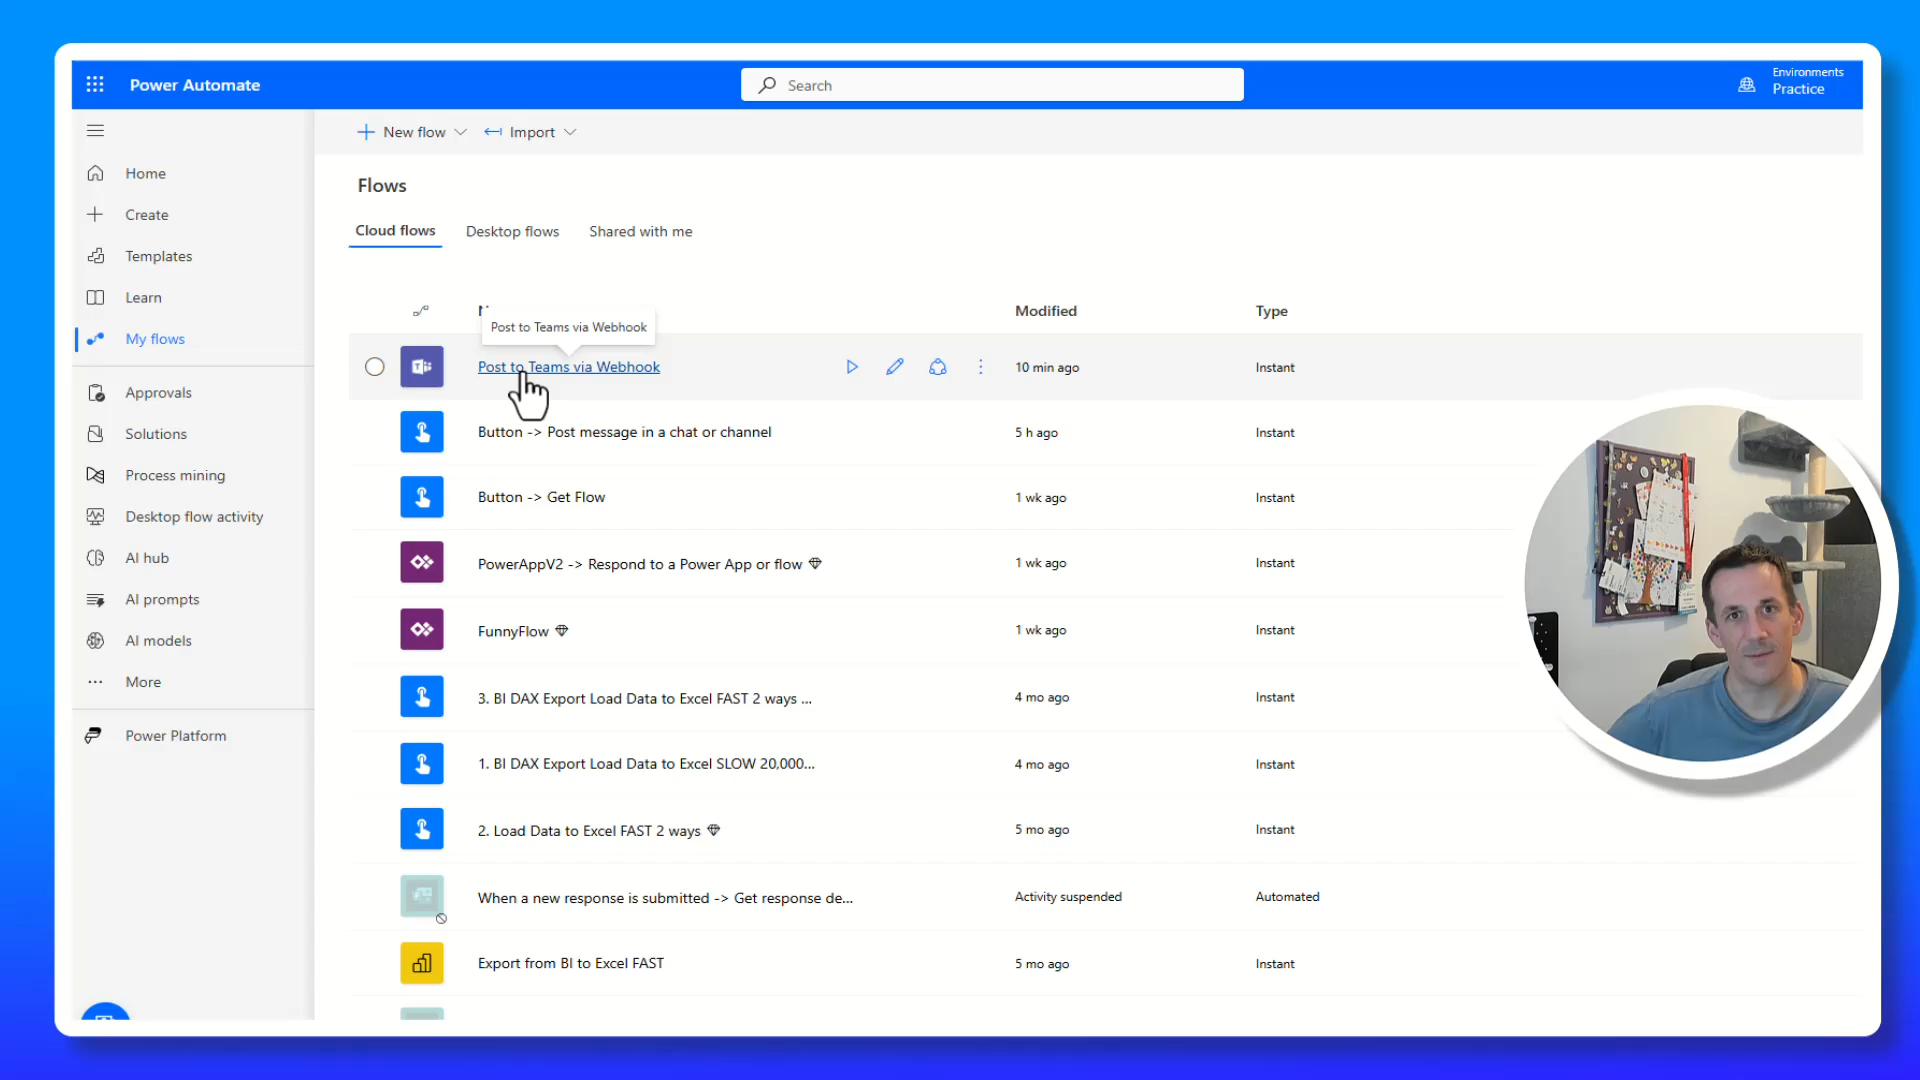 Power Automate
Search
Environments
Practice
New flow
Import
Home
Create
Templates
Learn
My flows
Approvals
Solutions
Process mining
Desktop flow activity
AI hub
AI prompts
AI models
More
Power Platform
Flows
Cloud flows
Desktop flows
Shared with me
Modified
Type
Post to Teams via Webhook
Post to Teams via Webhook
10 min ago
Instant
Button -> Post message in a chat or channel
5 h ago
Instant
Button -> Get Flow
1 wk ago
Instant
PowerAppV2 -> Respond to a Power App or flow
1 wk ago
Instant
FunnyFlow
1 wk ago
Instant
3. BI DAX Export Load Data to Excel FAST 2 ways ...
4 mo ago
Instant
1. BI DAX Export Load Data to Excel SLOW 20,000...
4 mo ago
Instant
2. Load Data to Excel FAST 2 ways
5 mo ago
Instant
When a new response is submitted -> Get response de...
Activity suspended
Automated
Export from BI to Excel FAST
5 mo ago
Instant